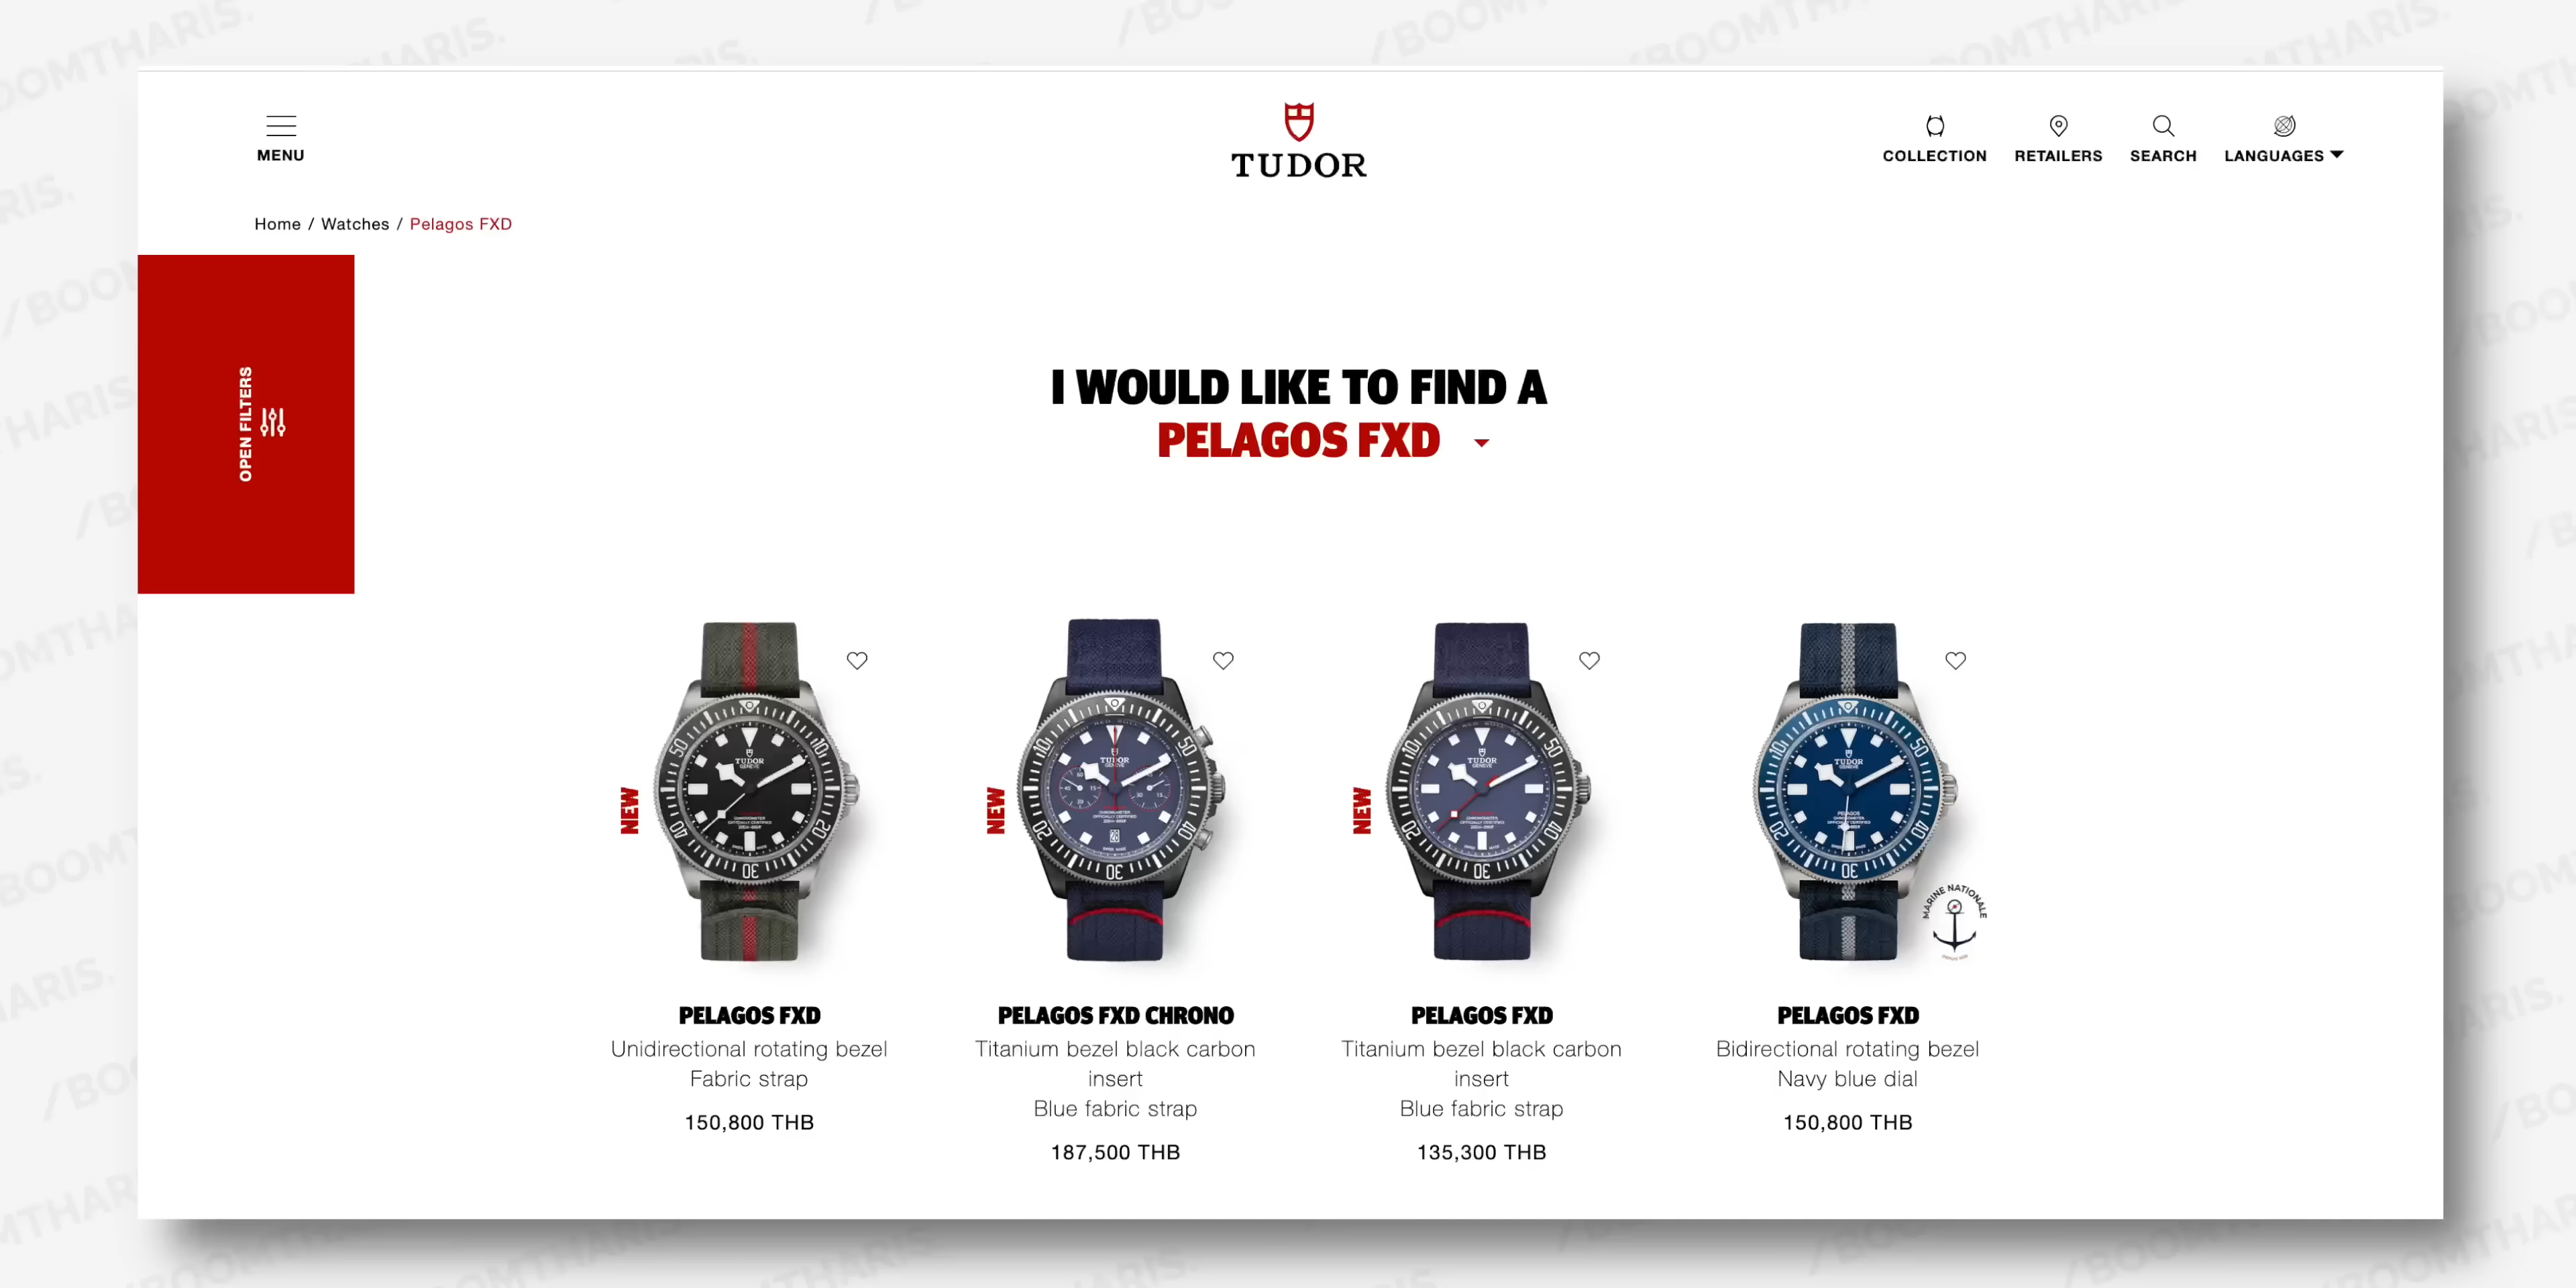 MENU
TUDOR
COLLECTION
RETAILERS
SEARCH
LANGUAGES
Home / Watches / Pelagos FXD
OPEN FILTERS
I WOULD LIKE TO FIND A
PELAGOS FXD
NEW
NEW
NEW
MARINE NATIONALE
PELAGOS FXD
Unidirectional rotating bezel
Fabric strap
150,800 THB
PELAGOS FXD CHRONO
Titanium bezel black carbon
insert
Blue fabric strap
187,500 THB
PELAGOS FXD
Titanium bezel black carbon
insert
Blue fabric strap
135,300 THB
PELAGOS FXD
Bidirectional rotating bezel
Navy blue dial
150,800 THB
/BOOMTHARIS.